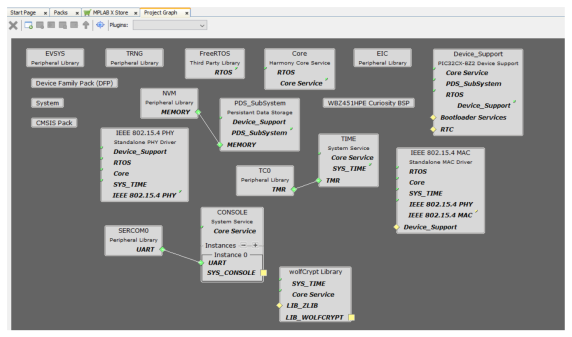 Start Page
Packs
MPLAB X Store
Project Graph
Plugins:
EVSYS
Peripheral Library
TRNG
Peripheral Library
FreeRTOS
Third Party Library
RTOS
Core
Harmony Core Service
RTOS
Core Service
EIC
Peripheral Library
Device_Support
PIC32CX-BZ2 Device Support
Core Service
PDS_SubSystem
RTOS
Device_Support
Bootloader Services
RTC
Device Family Pack (DFP)
System
CMSIS Pack
NVM
Peripheral Library
MEMORY
PDS_SubSystem
Persistant Data Storage
Device_Support
PDS_SubSystem
MEMORY
WBZ451HPE Curiosity BSP
IEEE 802.15.4 PHY
Standalone PHY Driver
Device_Support
RTOS
Core
SYS_TIME
IEEE 802.15.4 PHY
TIME
System Service
Core Service
SYS_TIME
TMR
TC0
Peripheral Library
TMR
IEEE 802.15.4 MAC
Standalone MAC Driver
RTOS
Core
SYS_TIME
IEEE 802.15.4 PHY
IEEE 802.15.4 MAC
Device_Support
SERCOM0
Peripheral Library
UART
CONSOLE
System Service
Core Service
Instances — +
Instance 0
UART
SYS_CONSOLE
wolfCrypt Library
SYS_TIME
Core Service
LIB_ZLIB
LIB_WOLFCRYPT